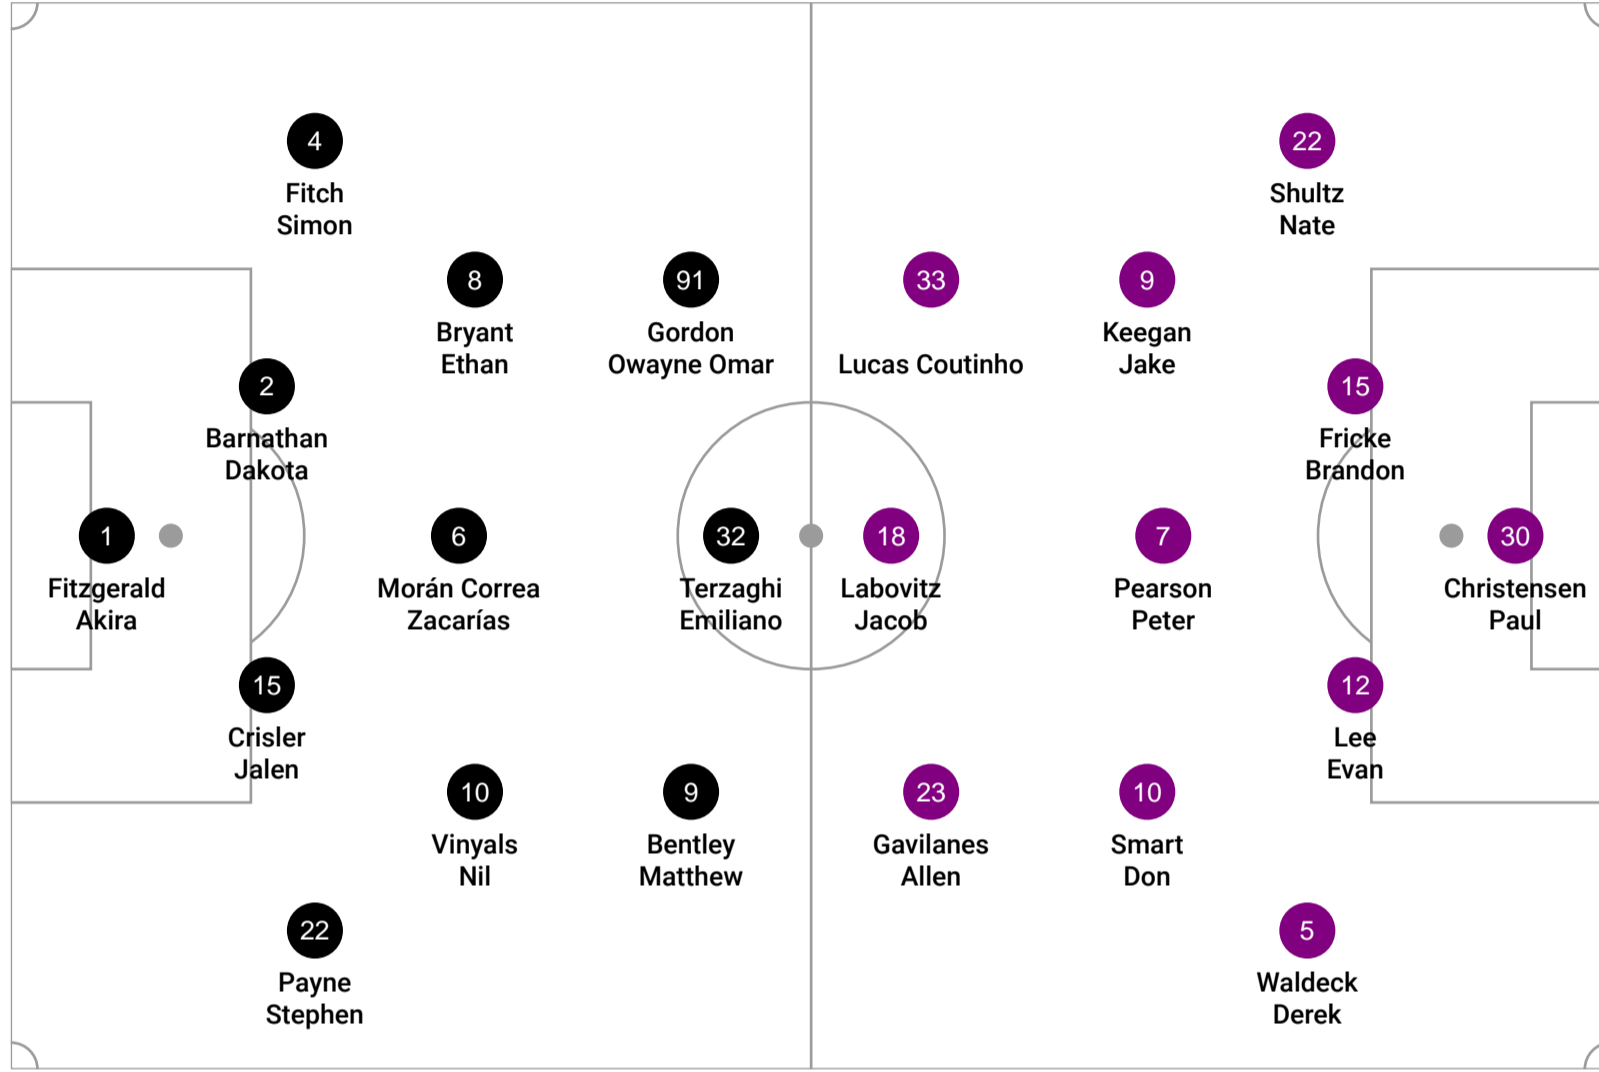 4
Fitch
Simon
22
Shultz
Nate
8
Bryant
Ethan
91
Gordon
Owayne Omar
33
Lucas Coutinho
9
Keegan
Jake
2
Barnathan
Dakota
15
Fricke
Brandon
1
Fitzgerald
Akira
6
Morán Correa
Zacarías
32
Terzaghi
Emiliano
18
Labovitz
Jacob
7
Pearson
Peter
30
Christensen
Paul
15
Crisler
Jalen
12
Lee
Evan
10
Vinyals
Nil
9
Bentley
Matthew
23
Gavilanes
Allen
10
Smart
Don
22
Payne
Stephen
5
Waldeck
Derek